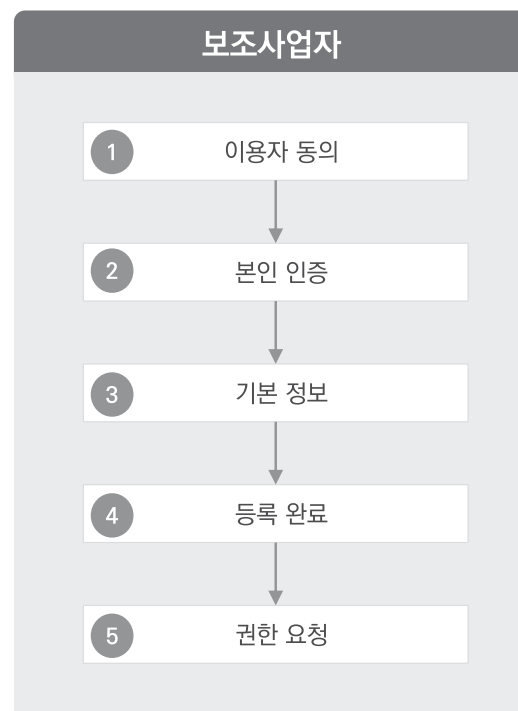 보조사업자
1 이용자 동의
2 본인 인증
3 기본 정보
4 등록 완료
5 권한 요청